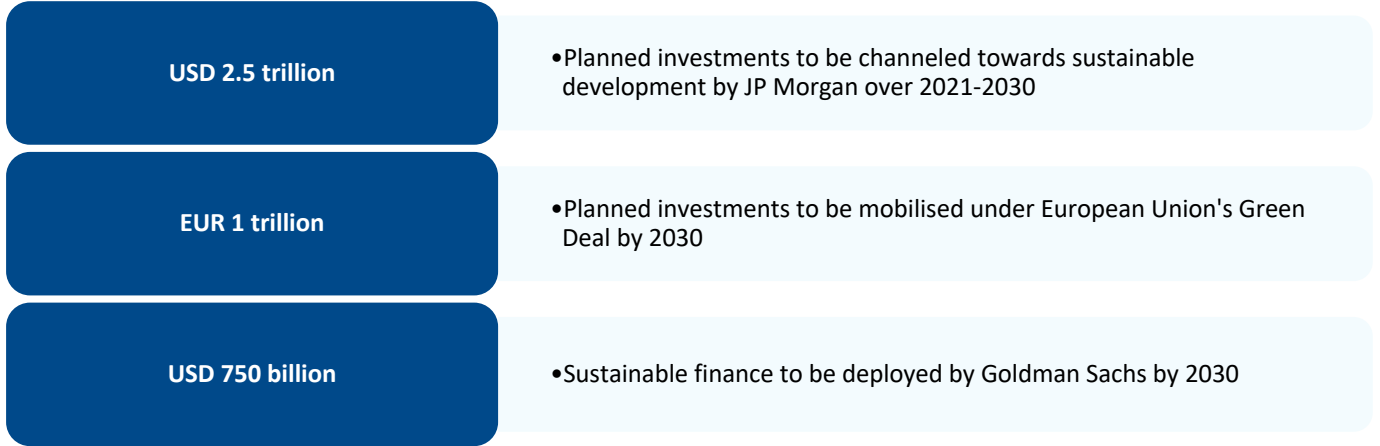 USD 2.5 trillion
•Planned investments to be channeled towards sustainable
development by JP Morgan over 2021-2030
EUR 1 trillion
•Planned investments to be mobilised under European Union's Green
Deal by 2030
USD 750 billion
•Sustainable finance to be deployed by Goldman Sachs by 2030